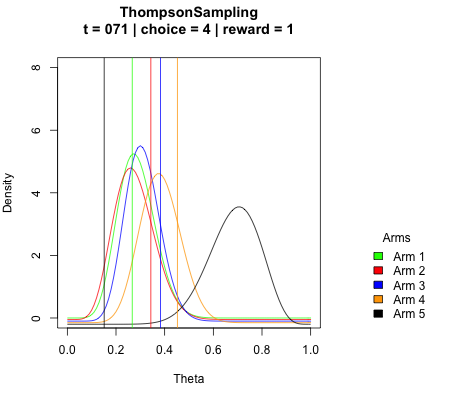 ThompsonSampling
t = 071 | choice = 4 | reward = 1
8
6
4
2
0
Density
0.0 0.2 0.4 0.6 0.8 1.0
Theta
Arms
Arm 1
Arm 2
Arm 3
Arm 4
Arm 5